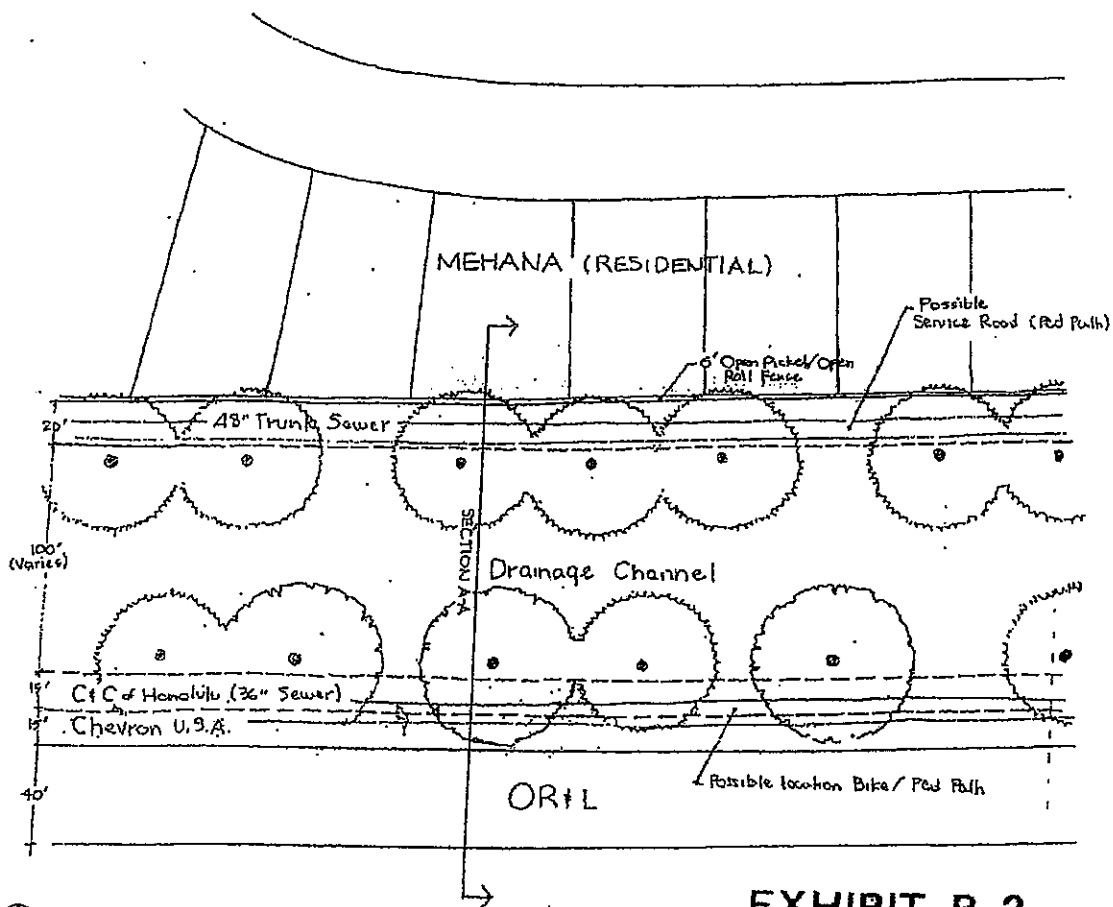 MEHANA (RESIDENTIAL)
Possible
Service Road (Ped Path)
6' Open Picket/Open
Rail Fence
20'
48" Trunk Sewer
SECTION A-A
100'
(Varies)
Drainage Channel
15'
C & C of Honolulu (36" Sewer)
15'
Chevron U.S.A.
Possible location Bike/Ped Path
40'
OR&L
EXHIBIT B-2